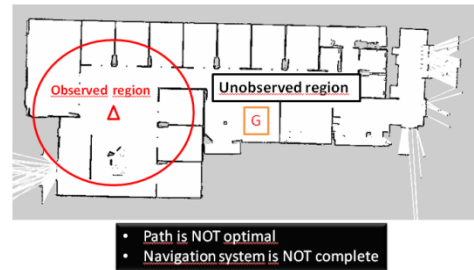 Observed region
Unobserved region
G
• Path is NOT optimal
• Navigation system is NOT complete